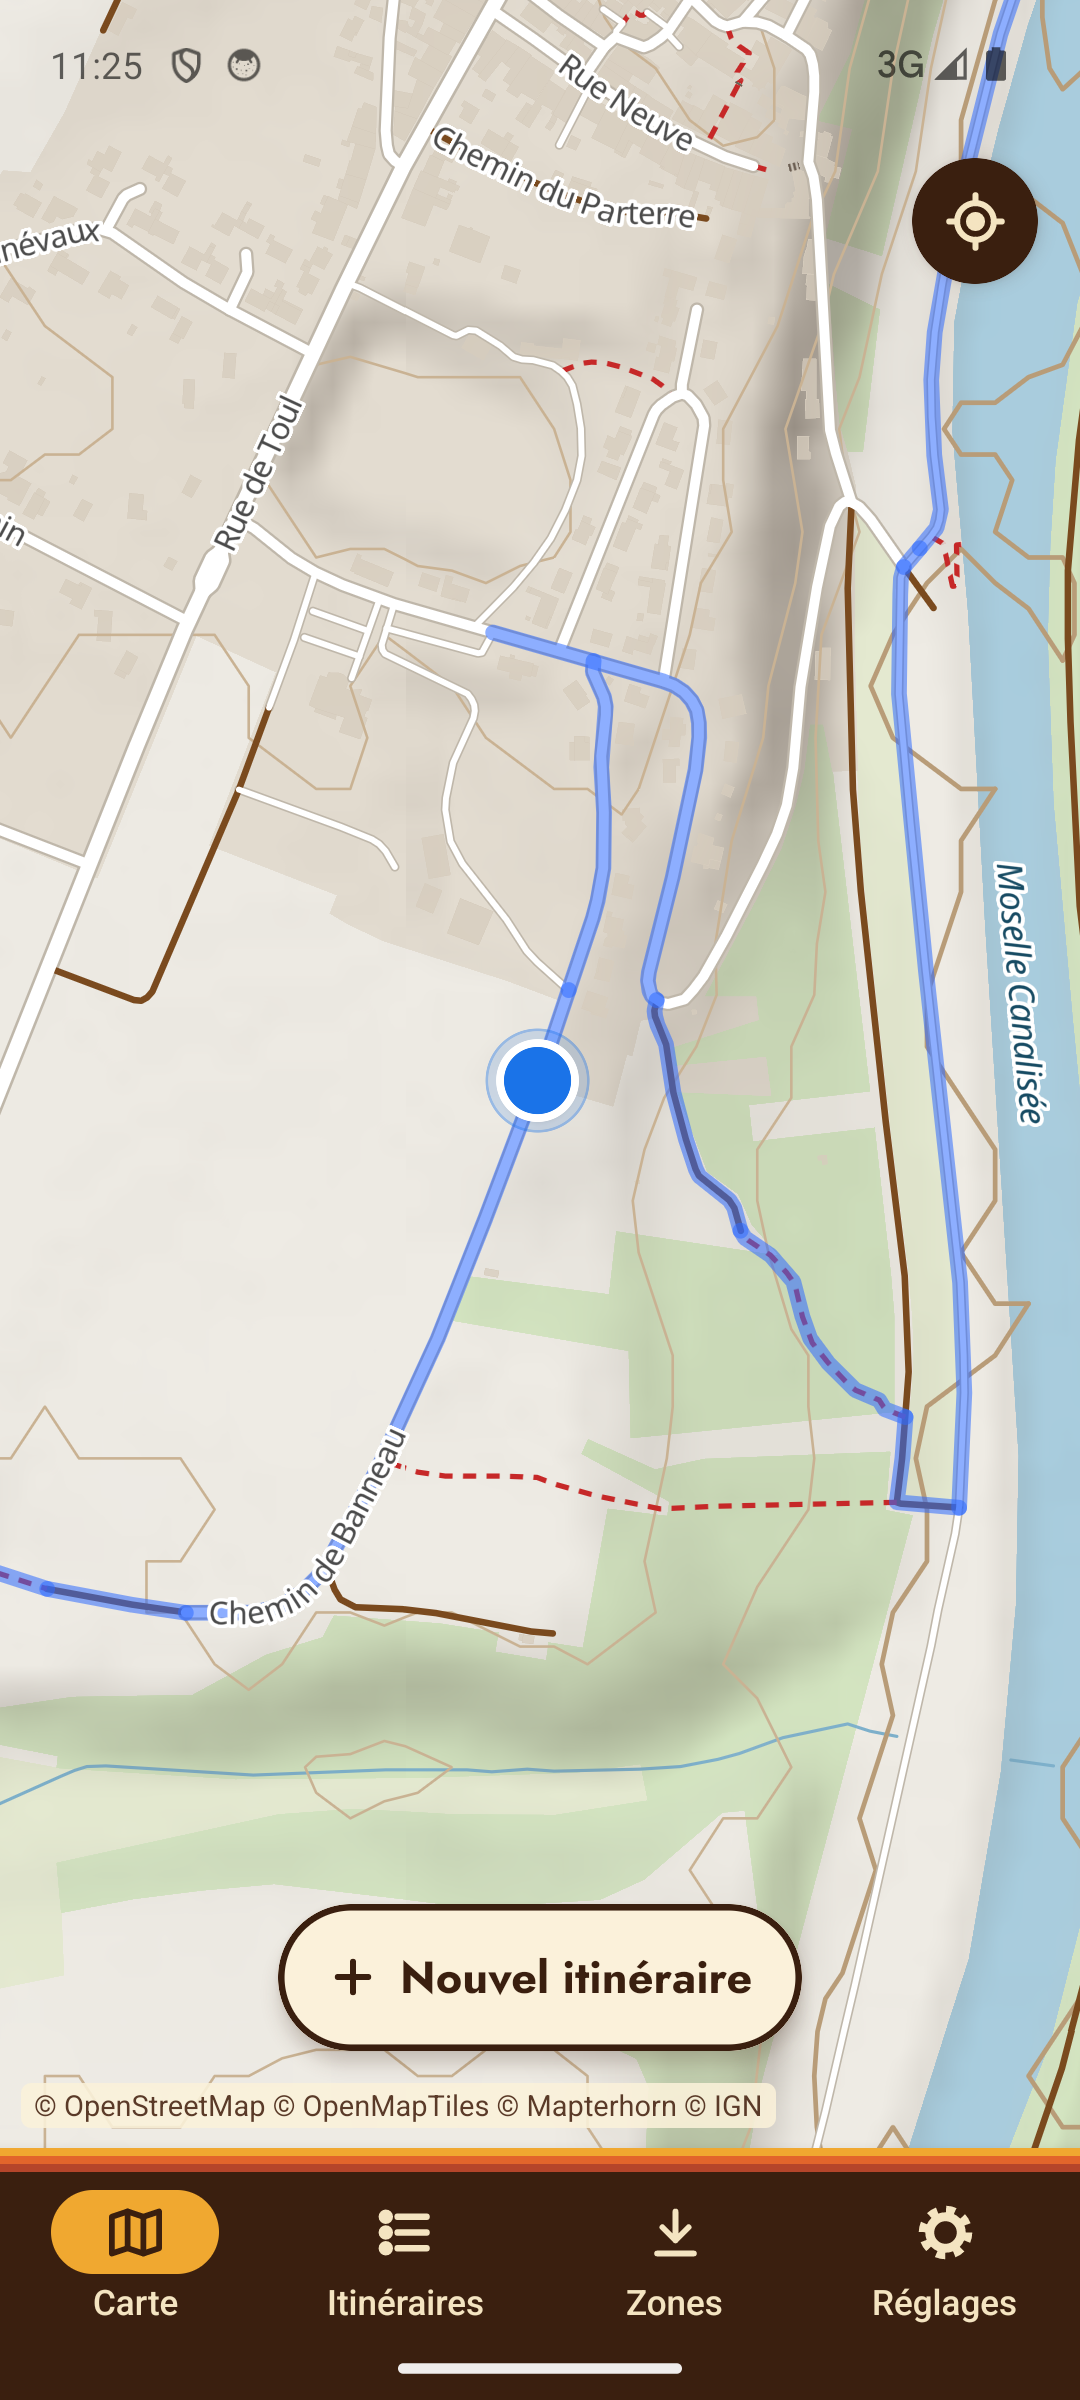 11:25
3G
Rue Neuve
Chemin du Parterre
névaux
Rue de Toul
in
Moselle Canalisée
Chemin de Banneau
+ Nouvel itinéraire
© OpenStreetMap © OpenMapTiles © Mapterhorn © IGN
Carte
Itinéraires
Zones
Réglages